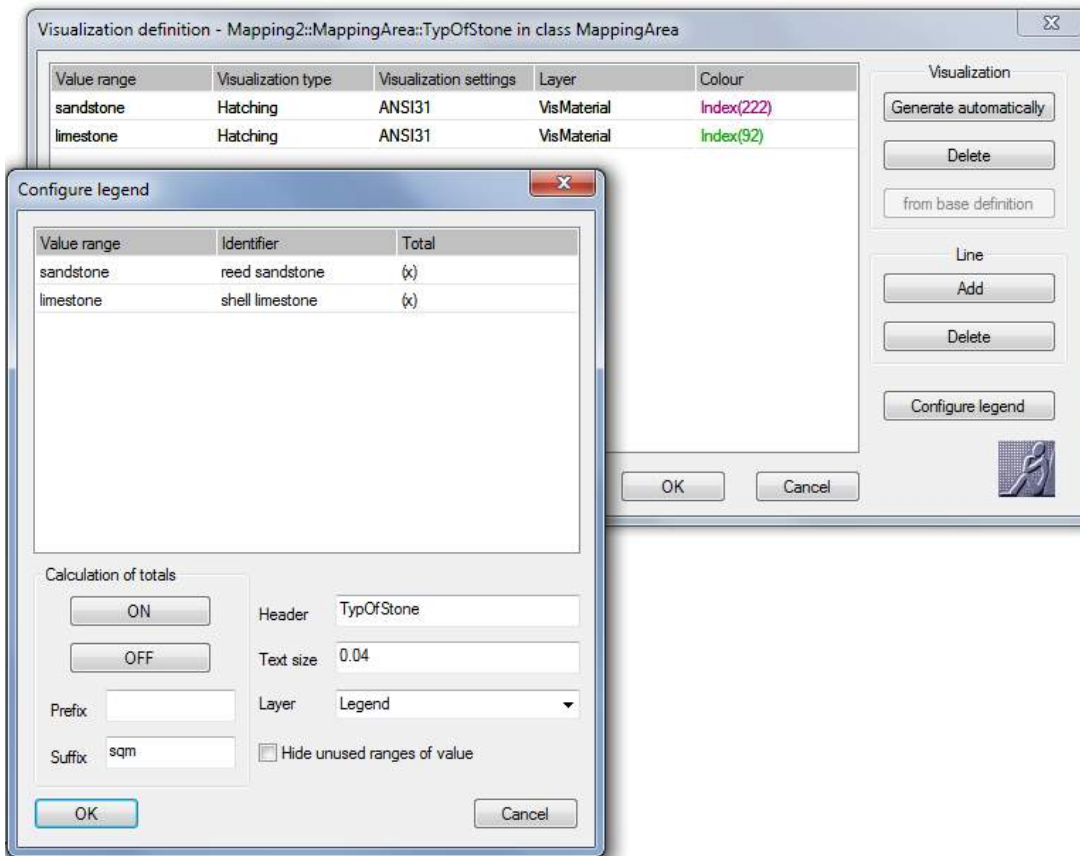 Visualization definition - Mapping2::MappingArea::TypOfStone in class MappingArea
Value range Visualization type Visualization settings Layer Colour
sandstone Hatching ANSI31 VisMaterial Index(222)
limestone Hatching ANSI31 VisMaterial Index(92)
Visualization
Generate automatically
Delete
from base definition
Line
Add
Delete
Configure legend
OK Cancel
Configure legend
Value range Identifier Total
sandstone reed sandstone (x)
limestone shell limestone (x)
Calculation of totals
ON
OFF
Prefix
Suffix sqm
Header TypOfStone
Text size 0.04
Layer Legend
Hide unused ranges of value
OK Cancel